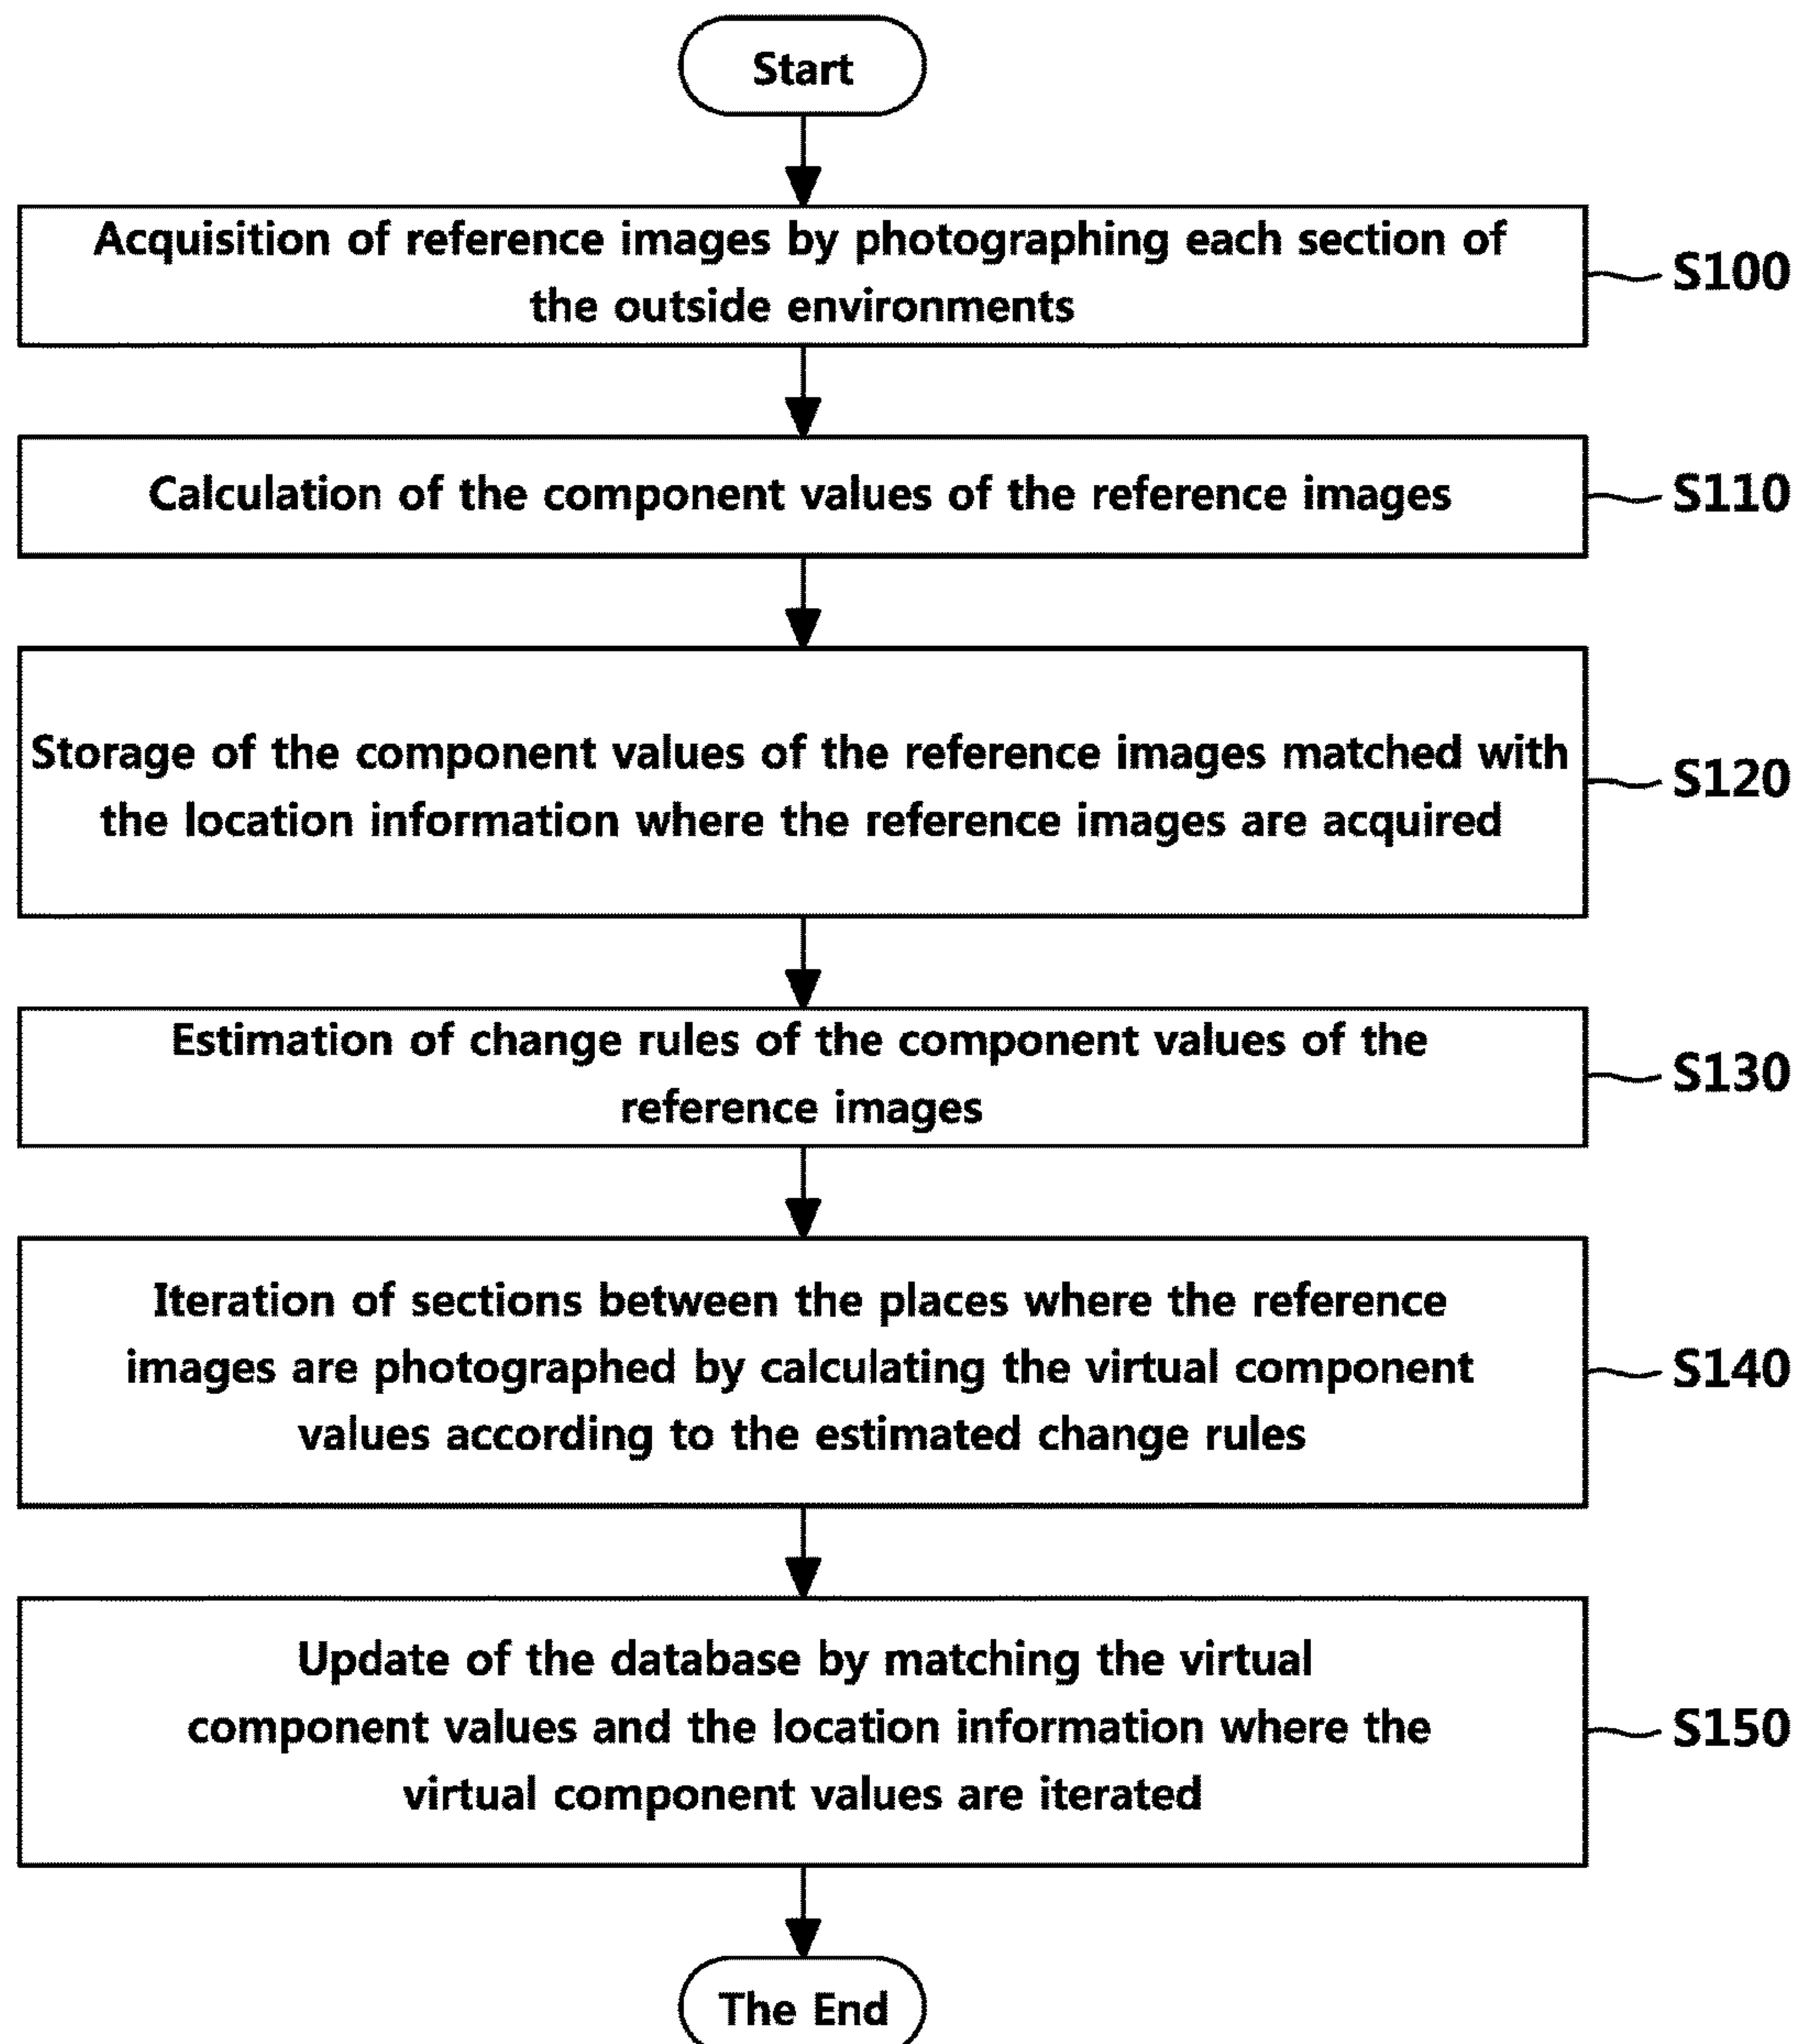 Start
Acquisition of reference images by photographing each section of
the outside environments
S100
Calculation of the component values of the reference images
S110
Storage of the component values of the reference images matched with
the location information where the reference images are acquired
S120
Estimation of change rules of the component values of the
reference images
S130
Iteration of sections between the places where the reference
images are photographed by calculating the virtual component
values according to the estimated change rules
S140
Update of the database by matching the virtual
component values and the location information where the
virtual component values are iterated
S150
The End